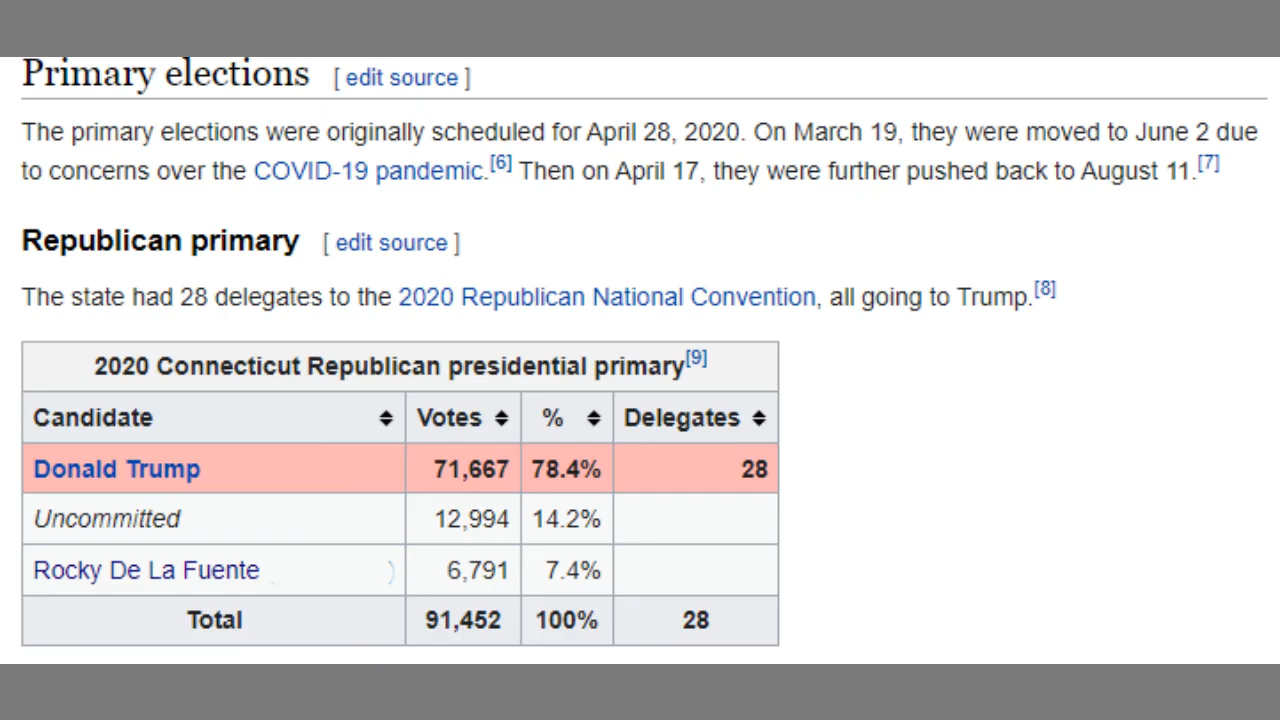 Primary elections [ edit source ]
The primary elections were originally scheduled for April 28, 2020. On March 19, they were moved to June 2 due
to concerns over the COVID-19 pandemic.[6] Then on April 17, they were further pushed back to August 11.[7]
Republican primary [ edit source ]
The state had 28 delegates to the 2020 Republican National Convention, all going to Trump.[8]
2020 Connecticut Republican presidential primary[9]
Candidate Votes % Delegates
Donald Trump 71,667 78.4% 28
Uncommitted 12,994 14.2%
Rocky De La Fuente ) 6,791 7.4%
Total 91,452 100% 28